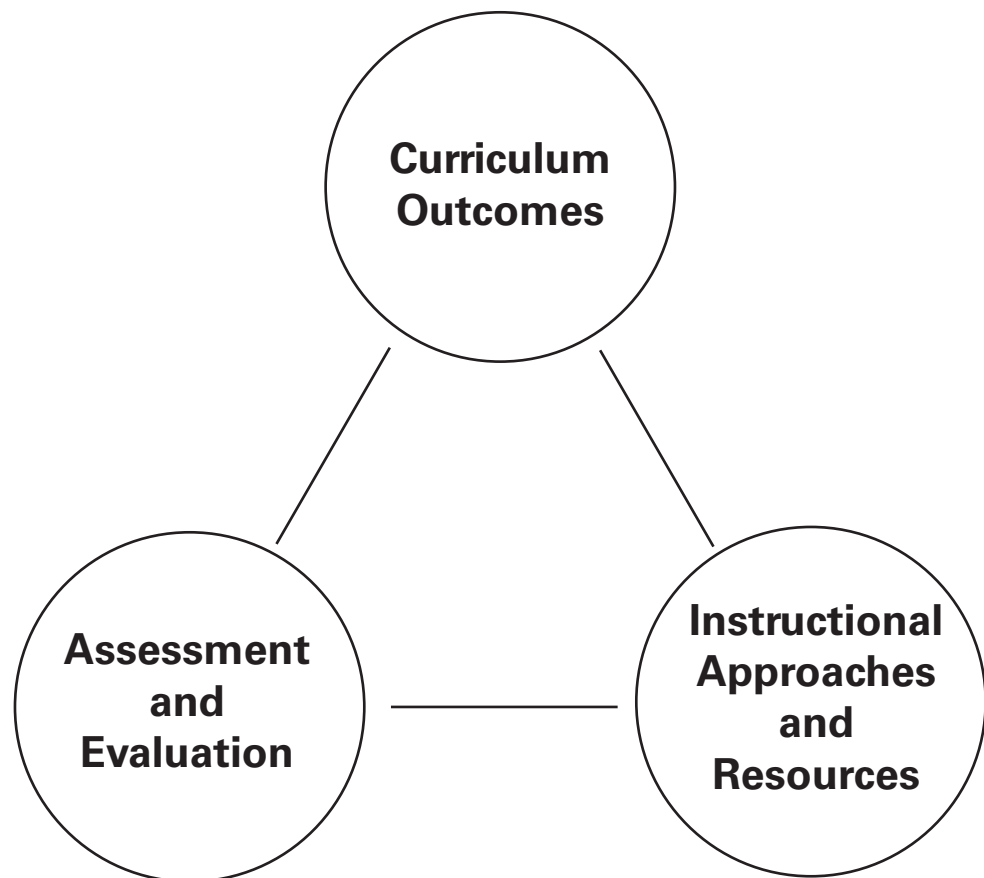 Curriculum
Outcomes
Assessment
and
Evaluation
Instructional
Approaches
and
Resources